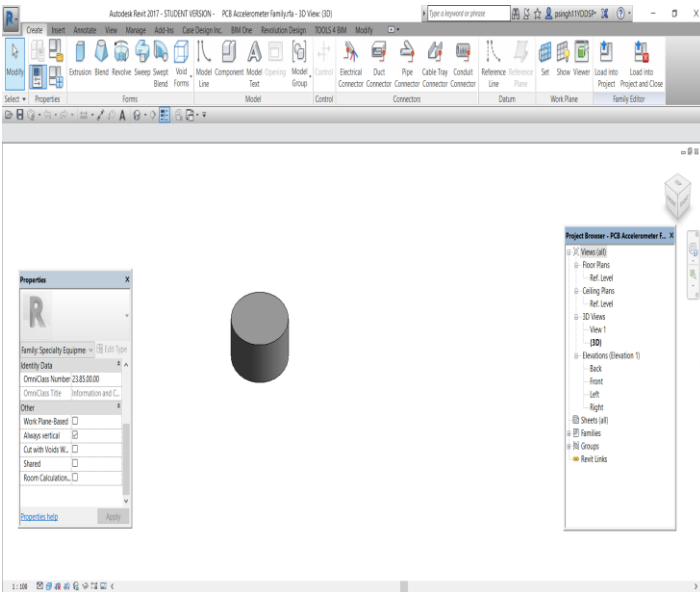 Autodesk Revit 2017 - STUDENT VERSION - PCB Accelerometer Family.rfa - 3D View: {3D}
Type a keyword or phrase
Create Insert Annotate View Manage Add-Ins Case Design Inc. BIM One Revolution Design TOOLS 4 BIM Modify
Modify Extrusion Blend Revolve Sweep Swept Blend Void Forms Model Line Component Model Text Opening Model Group Control Electrical Connector Duct Connector Pipe Connector Cable Tray Connector Conduit Connector Reference Line Reference Plane Set Show Viewer Load into Project Load into Project and Close
Select Properties Forms Model Control Connectors Datum Work Plane Family Editor
Project Browser - PCB Accelerometer F... X
Views (all)
Floor Plans
Ref. Level
Ceiling Plans
Ref. Level
3D Views
View 1
{3D}
Elevations (Elevation 1)
Back
Front
Left
Right
Sheets (all)
Families
Groups
Revit Links
Properties X
R
Family: Specialty Equipme Edit Type
Identity Data
OmniClass Number 23.85.00.00
OmniClass Title Information and C...
Other
Work Plane-Based
Always vertical
Cut with Voids W...
Shared
Room Calculation...
Properties help Apply
1 : 100